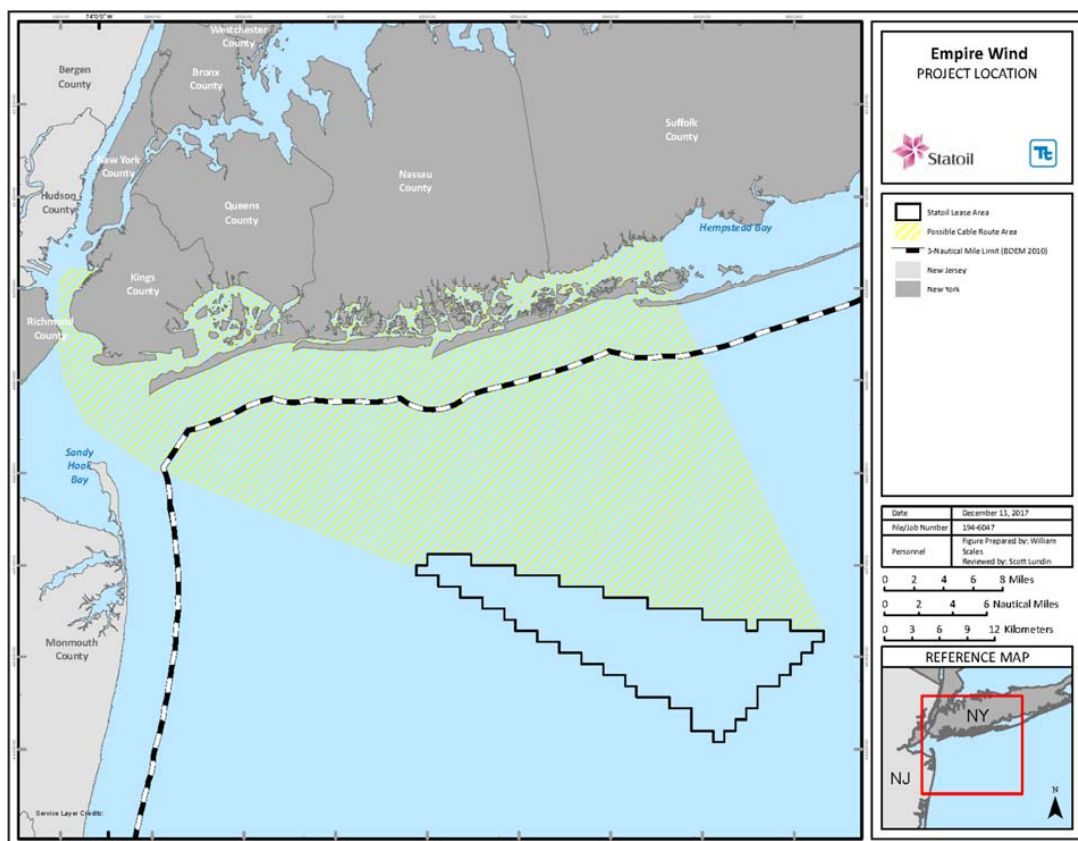 74°0'0" W
Westchester
County
Bergen
County
Bronx
County
Suffolk
County
New York
County
Nassau
County
Hudson
County
Queens
County
Hempstead Bay
Kings
County
Richmond
County
Sandy
Hook
Bay
Monmouth
County
Service Layer Credits:
Empire Wind
PROJECT LOCATION
Statoil
Tt
Statoil Lease Area
Possible Cable Route Area
3-Nautical Mile Limit (BOEM 2010)
New Jersey
New York
Date December 13, 2017
File/Job Number 194-6047
Personnel Figure Prepared by: William
Scales
Reviewed by: Scott Lundin
0 2 4 6 8 Miles
0 2 4 6 Nautical Miles
0 3 6 9 12 Kilometers
REFERENCE MAP
NY
NJ
N